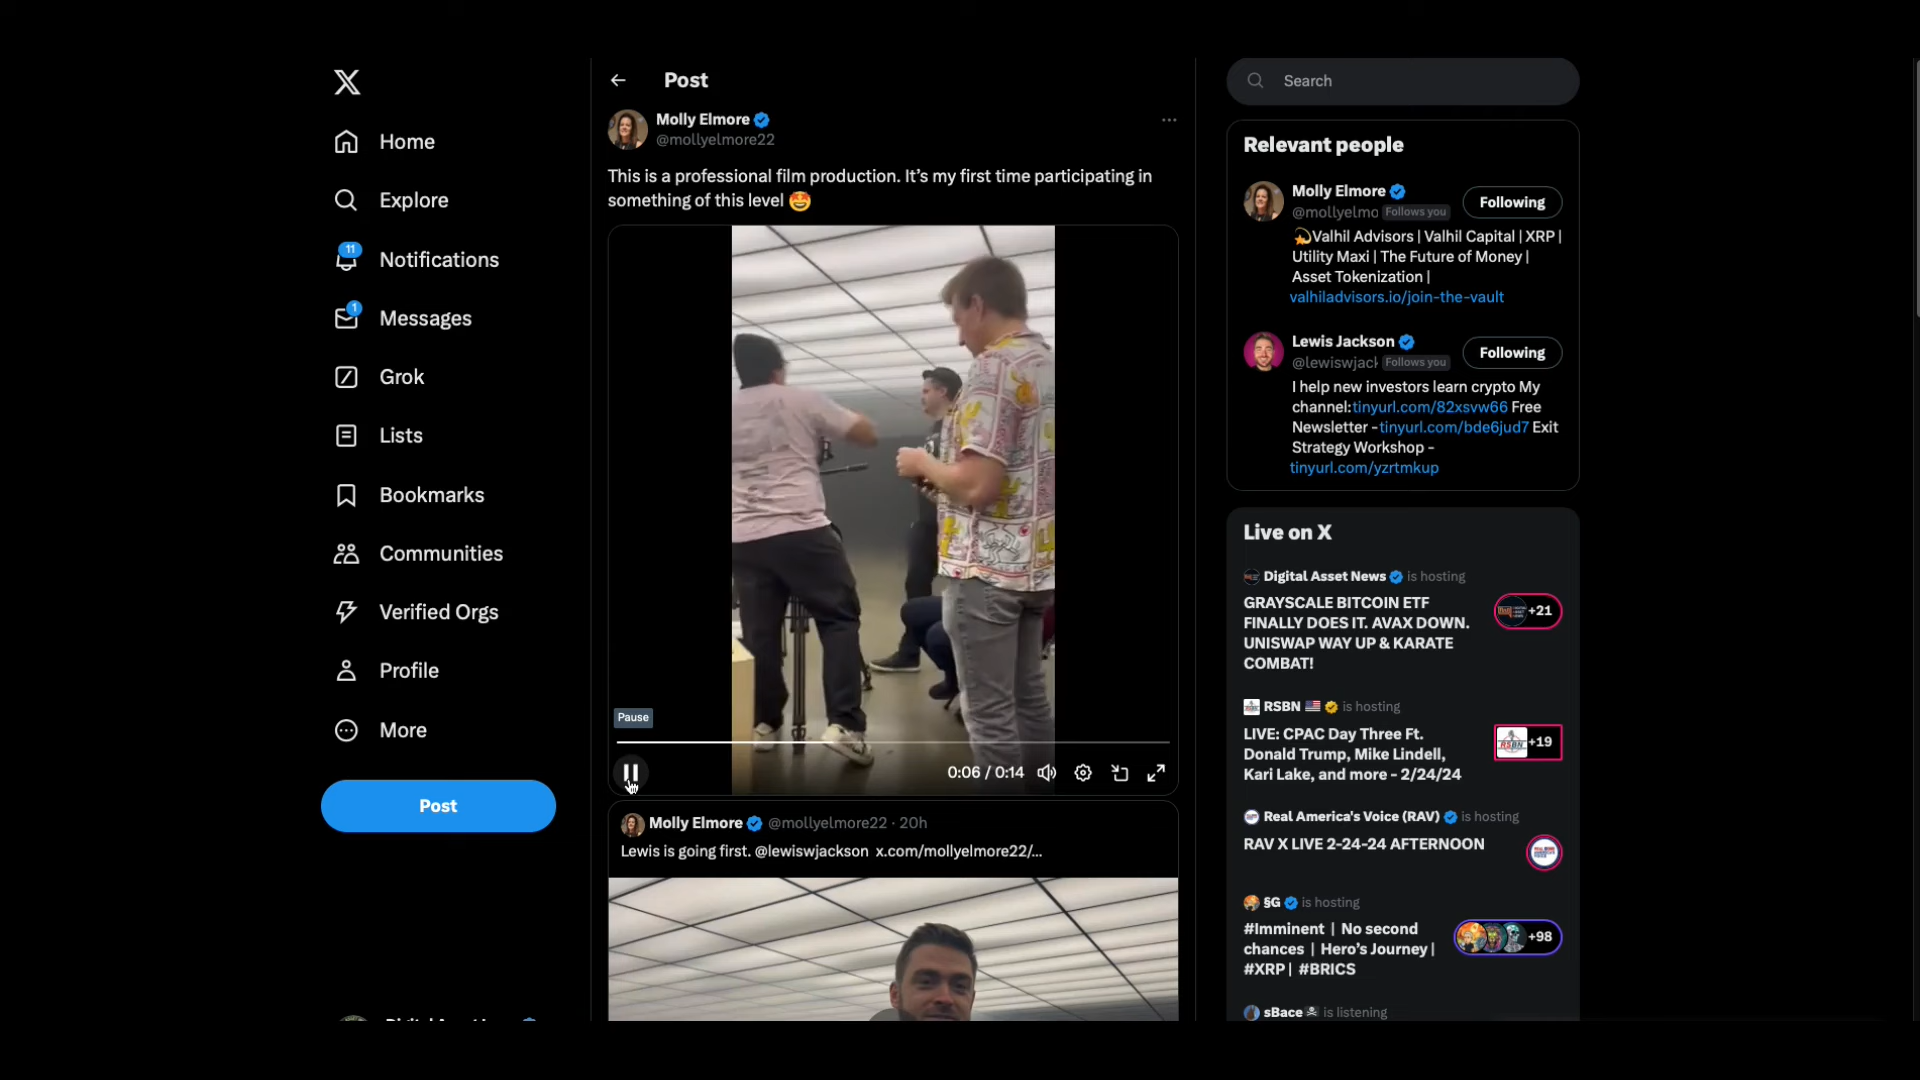 Home
Explore
11
Notifications
1
Messages
Grok
Lists
Bookmarks
Communities
Verified Orgs
Profile
More
Post
Post
Molly Elmore
@mollyelmore22
This is a professional film production. It's my first time participating in
something of this level 🤩
Pause
0:06 / 0:14
Molly Elmore @mollyelmore22 · 20h
Lewis is going first. @lewiswjackson x.com/mollyelmore22/...
Search
Relevant people
Molly Elmore
@mollyelmo Follows you
Following
💫Valhil Advisors | Valhil Capital | XRP |
Utility Maxi | The Future of Money |
Asset Tokenization |
valhiladvisors.io/join-the-vault
Lewis Jackson
@lewiswjack Follows you
Following
I help new investors learn crypto My
channel:tinyurl.com/82xsvw66 Free
Newsletter -tinyurl.com/bde6jud7 Exit
Strategy Workshop -
tinyurl.com/yzrtmkup
Live on X
Digital Asset News is hosting
GRAYSCALE BITCOIN ETF
FINALLY DOES IT. AVAX DOWN.
UNISWAP WAY UP & KARATE
COMBAT!
+21
RSBN 🇺🇸 is hosting
LIVE: CPAC Day Three Ft.
Donald Trump, Mike Lindell,
Kari Lake, and more - 2/24/24
RSBN
+19
Real America's Voice (RAV) is hosting
RAV X LIVE 2-24-24 AFTERNOON
§G is hosting
#Imminent | No second
chances | Hero's Journey |
#XRP | #BRICS
+98
sBace ☠ is listening